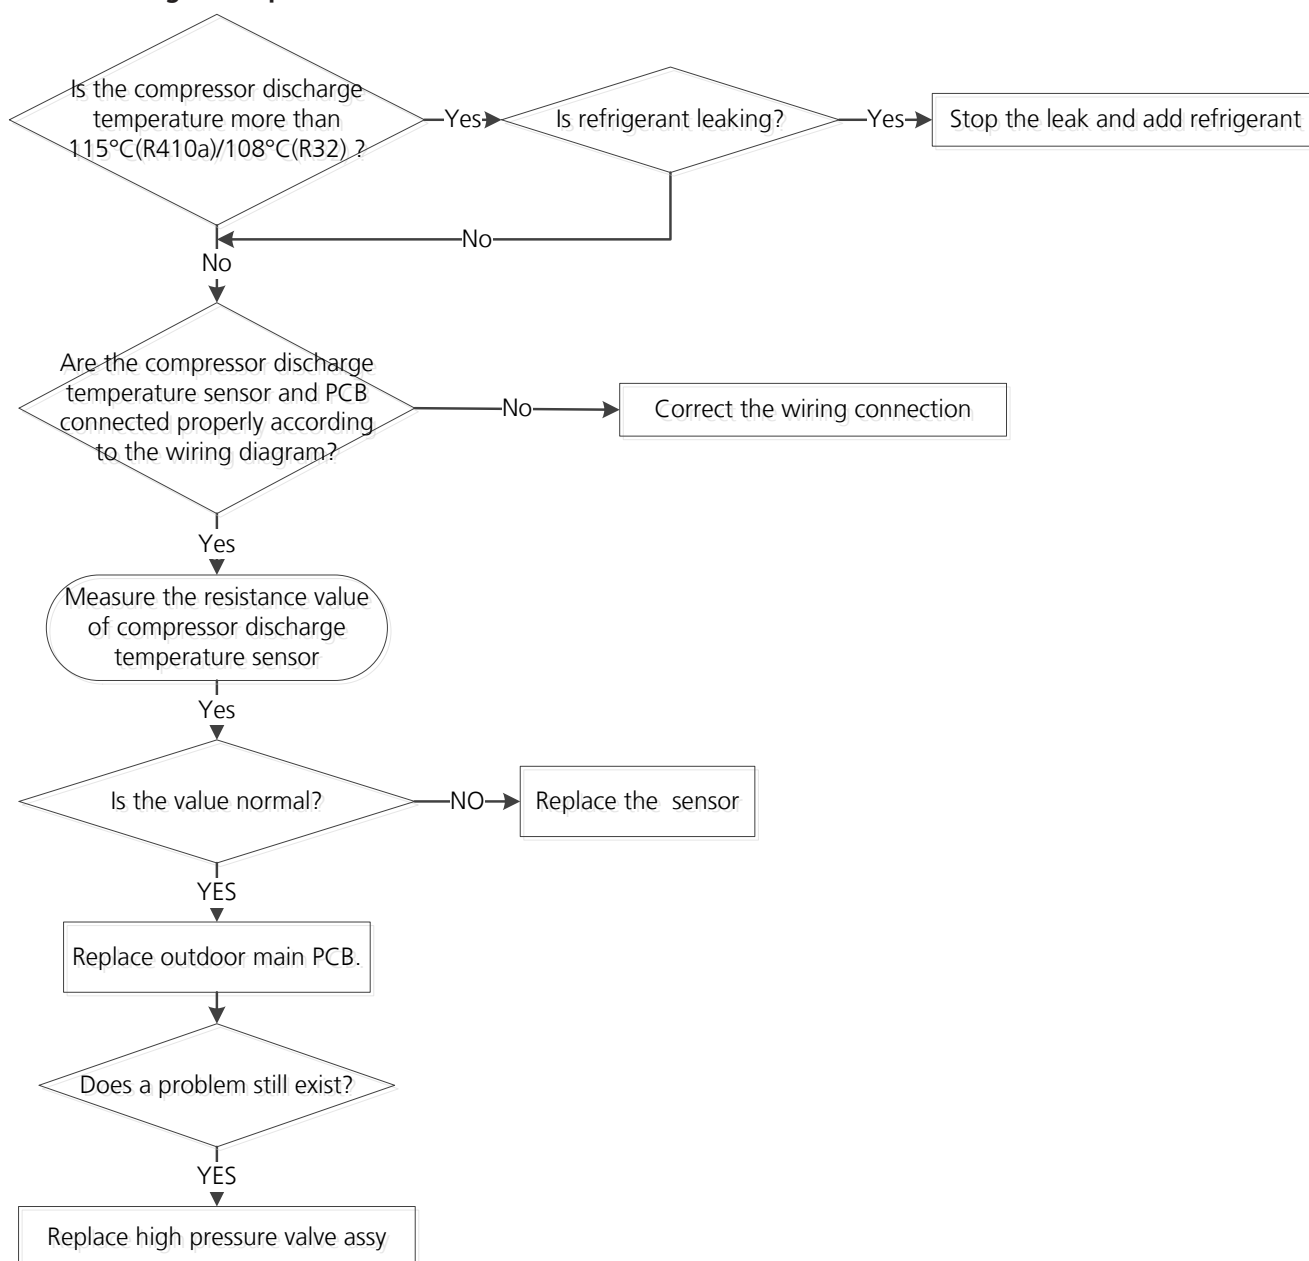 Is the compressor discharge
temperature more than
115°C(R410a)/108°C(R32) ?
Yes
Is refrigerant leaking?
Yes
Stop the leak and add refrigerant
No
No
Are the compressor discharge
temperature sensor and PCB
connected properly according
to the wiring diagram?
No
Correct the wiring connection
Yes
Measure the resistance value
of compressor discharge
temperature sensor
Yes
Is the value normal?
NO
Replace the sensor
YES
Replace outdoor main PCB.
Does a problem still exist?
YES
Replace high pressure valve assy